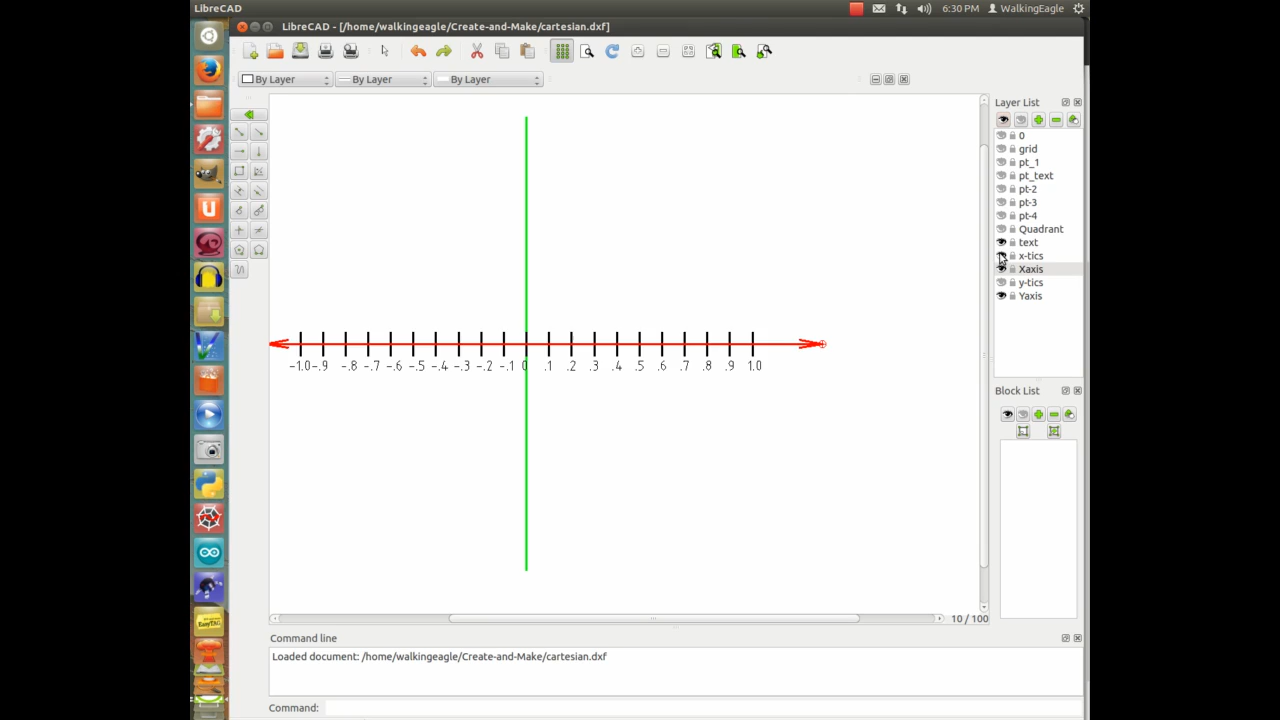 LibreCAD
6:30 PM WalkingEagle
LibreCAD - [/home/walkingeagle/Create-and-Make/cartesian.dxf]
By Layer By Layer By Layer
Layer List
0
grid
pt_1
pt_text
pt-2
pt-3
pt-4
Quadrant
text
x-tics
Xaxis
y-tics
Yaxis
-1.0 -.9 -.8 -.7 -.6 -.5 -.4 -.3 -.2 -.1 0 .1 .2 .3 .4 .5 .6 .7 .8 .9 1.0
Block List
10 / 100
Command line
Loaded document: /home/walkingeagle/Create-and-Make/cartesian.dxf
Command:
EasyTAG